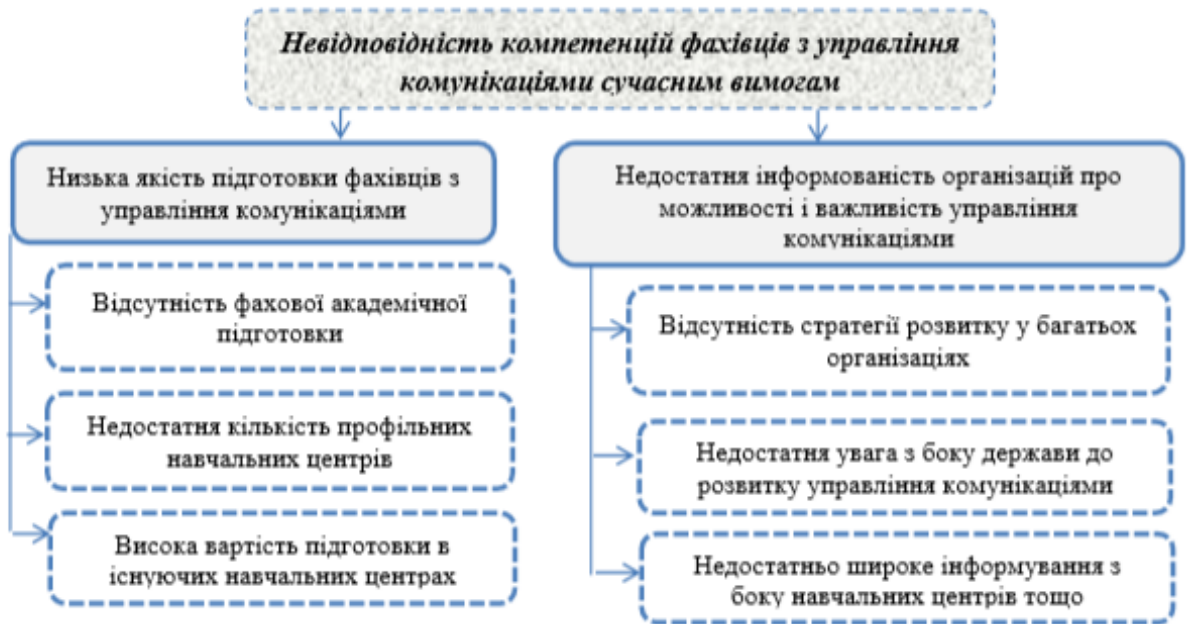 Невідповідність компетенцій фахівців з управління
комунікаціями сучасним вимогам
Низька якість підготовки фахівців з
управління комунікаціями
Відсутність фахової академічної
підготовки
Недостатня кількість профільних
навчальних центрів
Висока вартість підготовки в
існуючих навчальних центрах
Недостатня інформованість організацій про
можливості і важливість управління
комунікаціями
Відсутність стратегії розвитку у багатьох
організаціях
Недостатня увага з боку держави до
розвитку управління комунікаціями
Недостатньо широке інформування з
боку навчальних центрів тощо